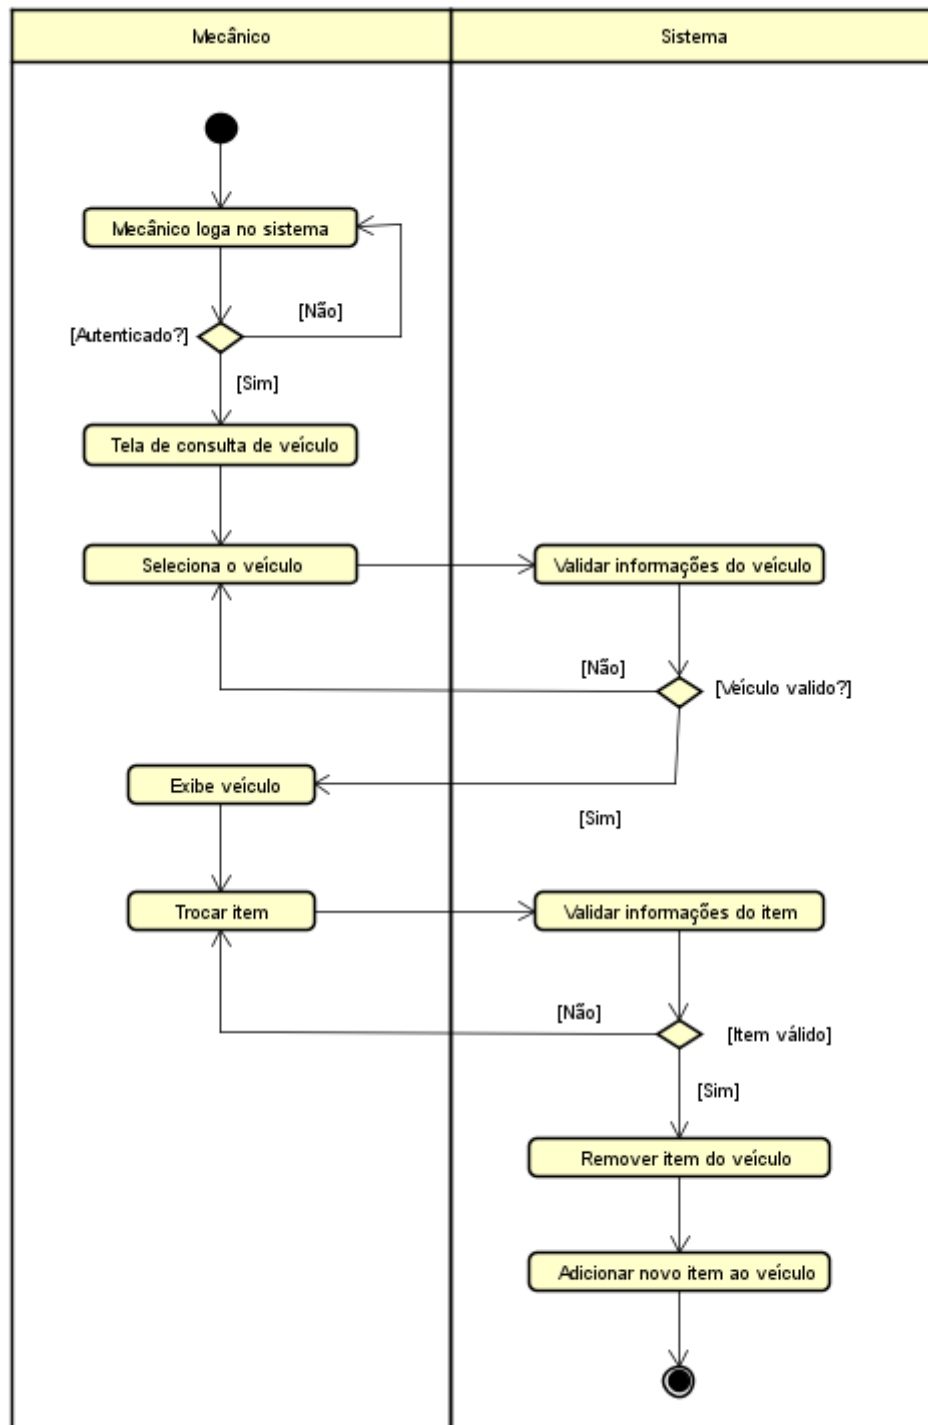 Mecânico
Sistema
Mecânico loga no sistema
[Não]
[Autenticado?]
[Sim]
Tela de consulta de veículo
Seleciona o veículo
Validar informações do veículo
[Não]
[Veículo valido?]
Exibe veículo
[Sim]
Trocar item
Validar informações do item
[Não]
[Item válido]
[Sim]
Remover item do veículo
Adicionar novo item ao veículo